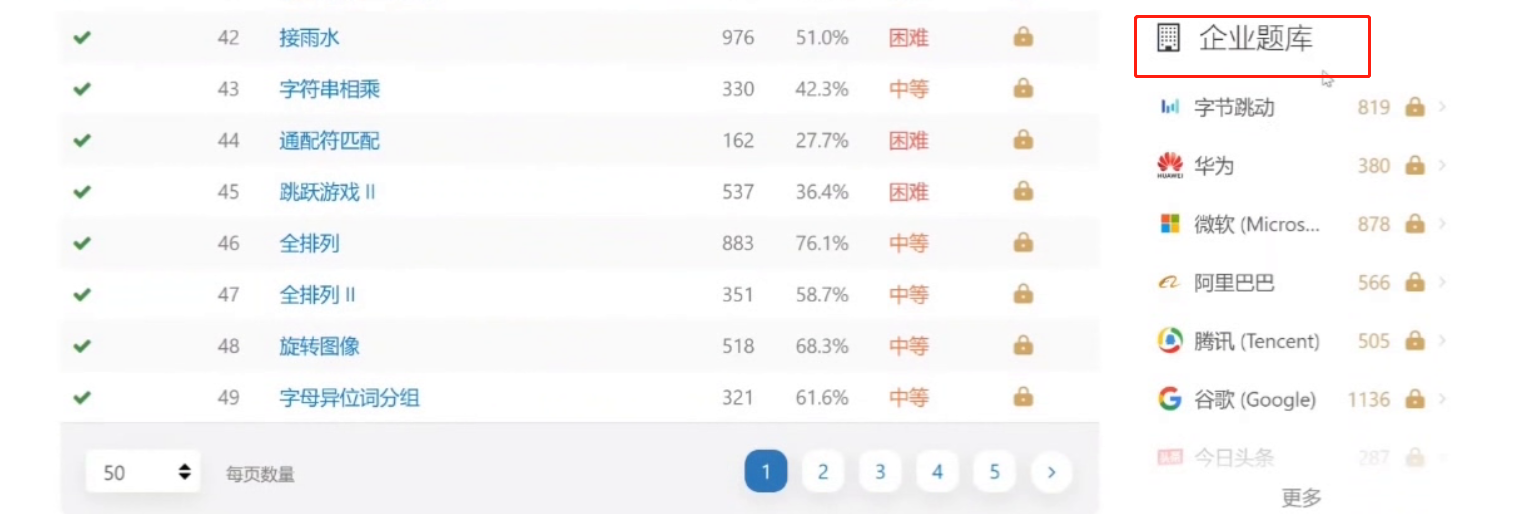 42 接雨水 976 51.0% 困难
43 字符串相乘 330 42.3% 中等
44 通配符匹配 162 27.7% 困难
45 跳跃游戏 II 537 36.4% 困难
46 全排列 883 76.1% 中等
47 全排列 II 351 58.7% 中等
48 旋转图像 518 68.3% 中等
49 字母异位词分组 321 61.6% 中等
50 每页数量 1 2 3 4 5 >
企业题库
字节跳动 819 >
HUAWEI 华为 380 >
微软 (Micros... 878 >
阿里巴巴 566 >
腾讯 (Tencent) 505 >
谷歌 (Google) 1136 >
头条 今日头条 287
更多